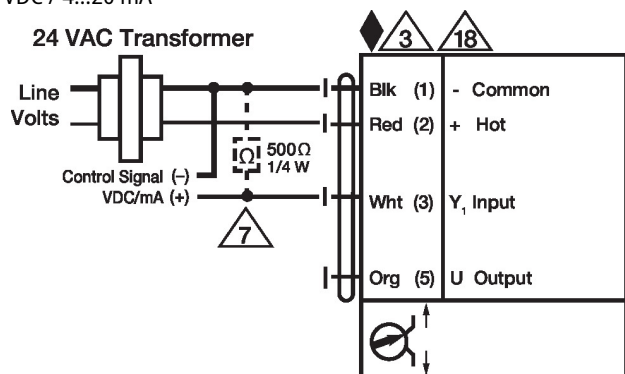 VDC / 4...20 mA
24 VAC Transformer
3
18
Line
Volts
Blk (1) - Common
Red (2) + Hot
Ω 500Ω
1/4 W
Control Signal (–)
VDC/mA (+)
Wht (3) Y1 Input
7
Org (5) U Output